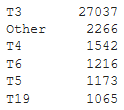 T3 27037
Other 2266
T4 1542
T6 1216
T5 1173
T19 1065